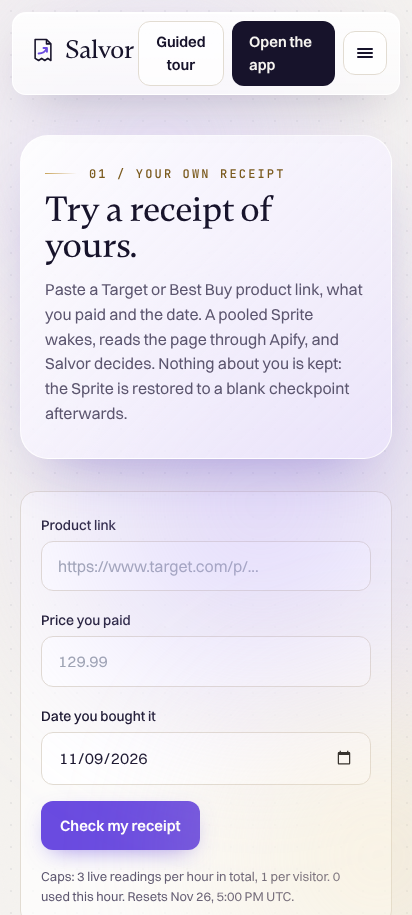 Salvor
Guided
tour
Open the
app
01 / YOUR OWN RECEIPT
Try a receipt of
yours.
Paste a Target or Best Buy product link, what
you paid and the date. A pooled Sprite
wakes, reads the page through Apify, and
Salvor decides. Nothing about you is kept:
the Sprite is restored to a blank checkpoint
afterwards.
Product link
https://www.target.com/p/...
Price you paid
129.99
Date you bought it
11/09/2026
Check my receipt
Caps: 3 live readings per hour in total, 1 per visitor. 0
used this hour. Resets Nov 26, 5:00 PM UTC.